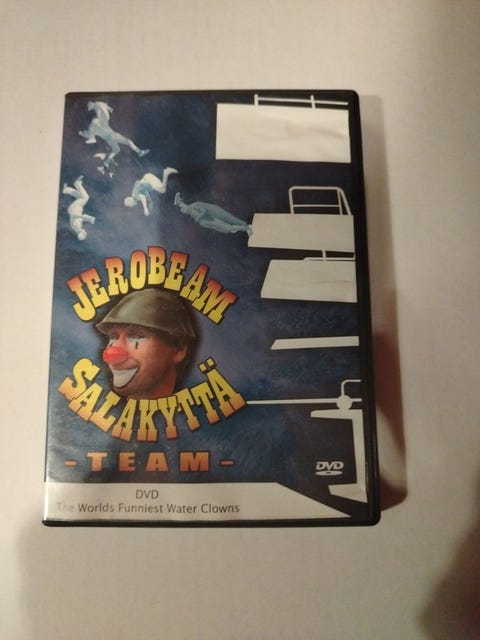 JEROBEAM
SALAKYTTÄ
- TEAM -
DVD
DVD
The Worlds Funniest Water Clowns